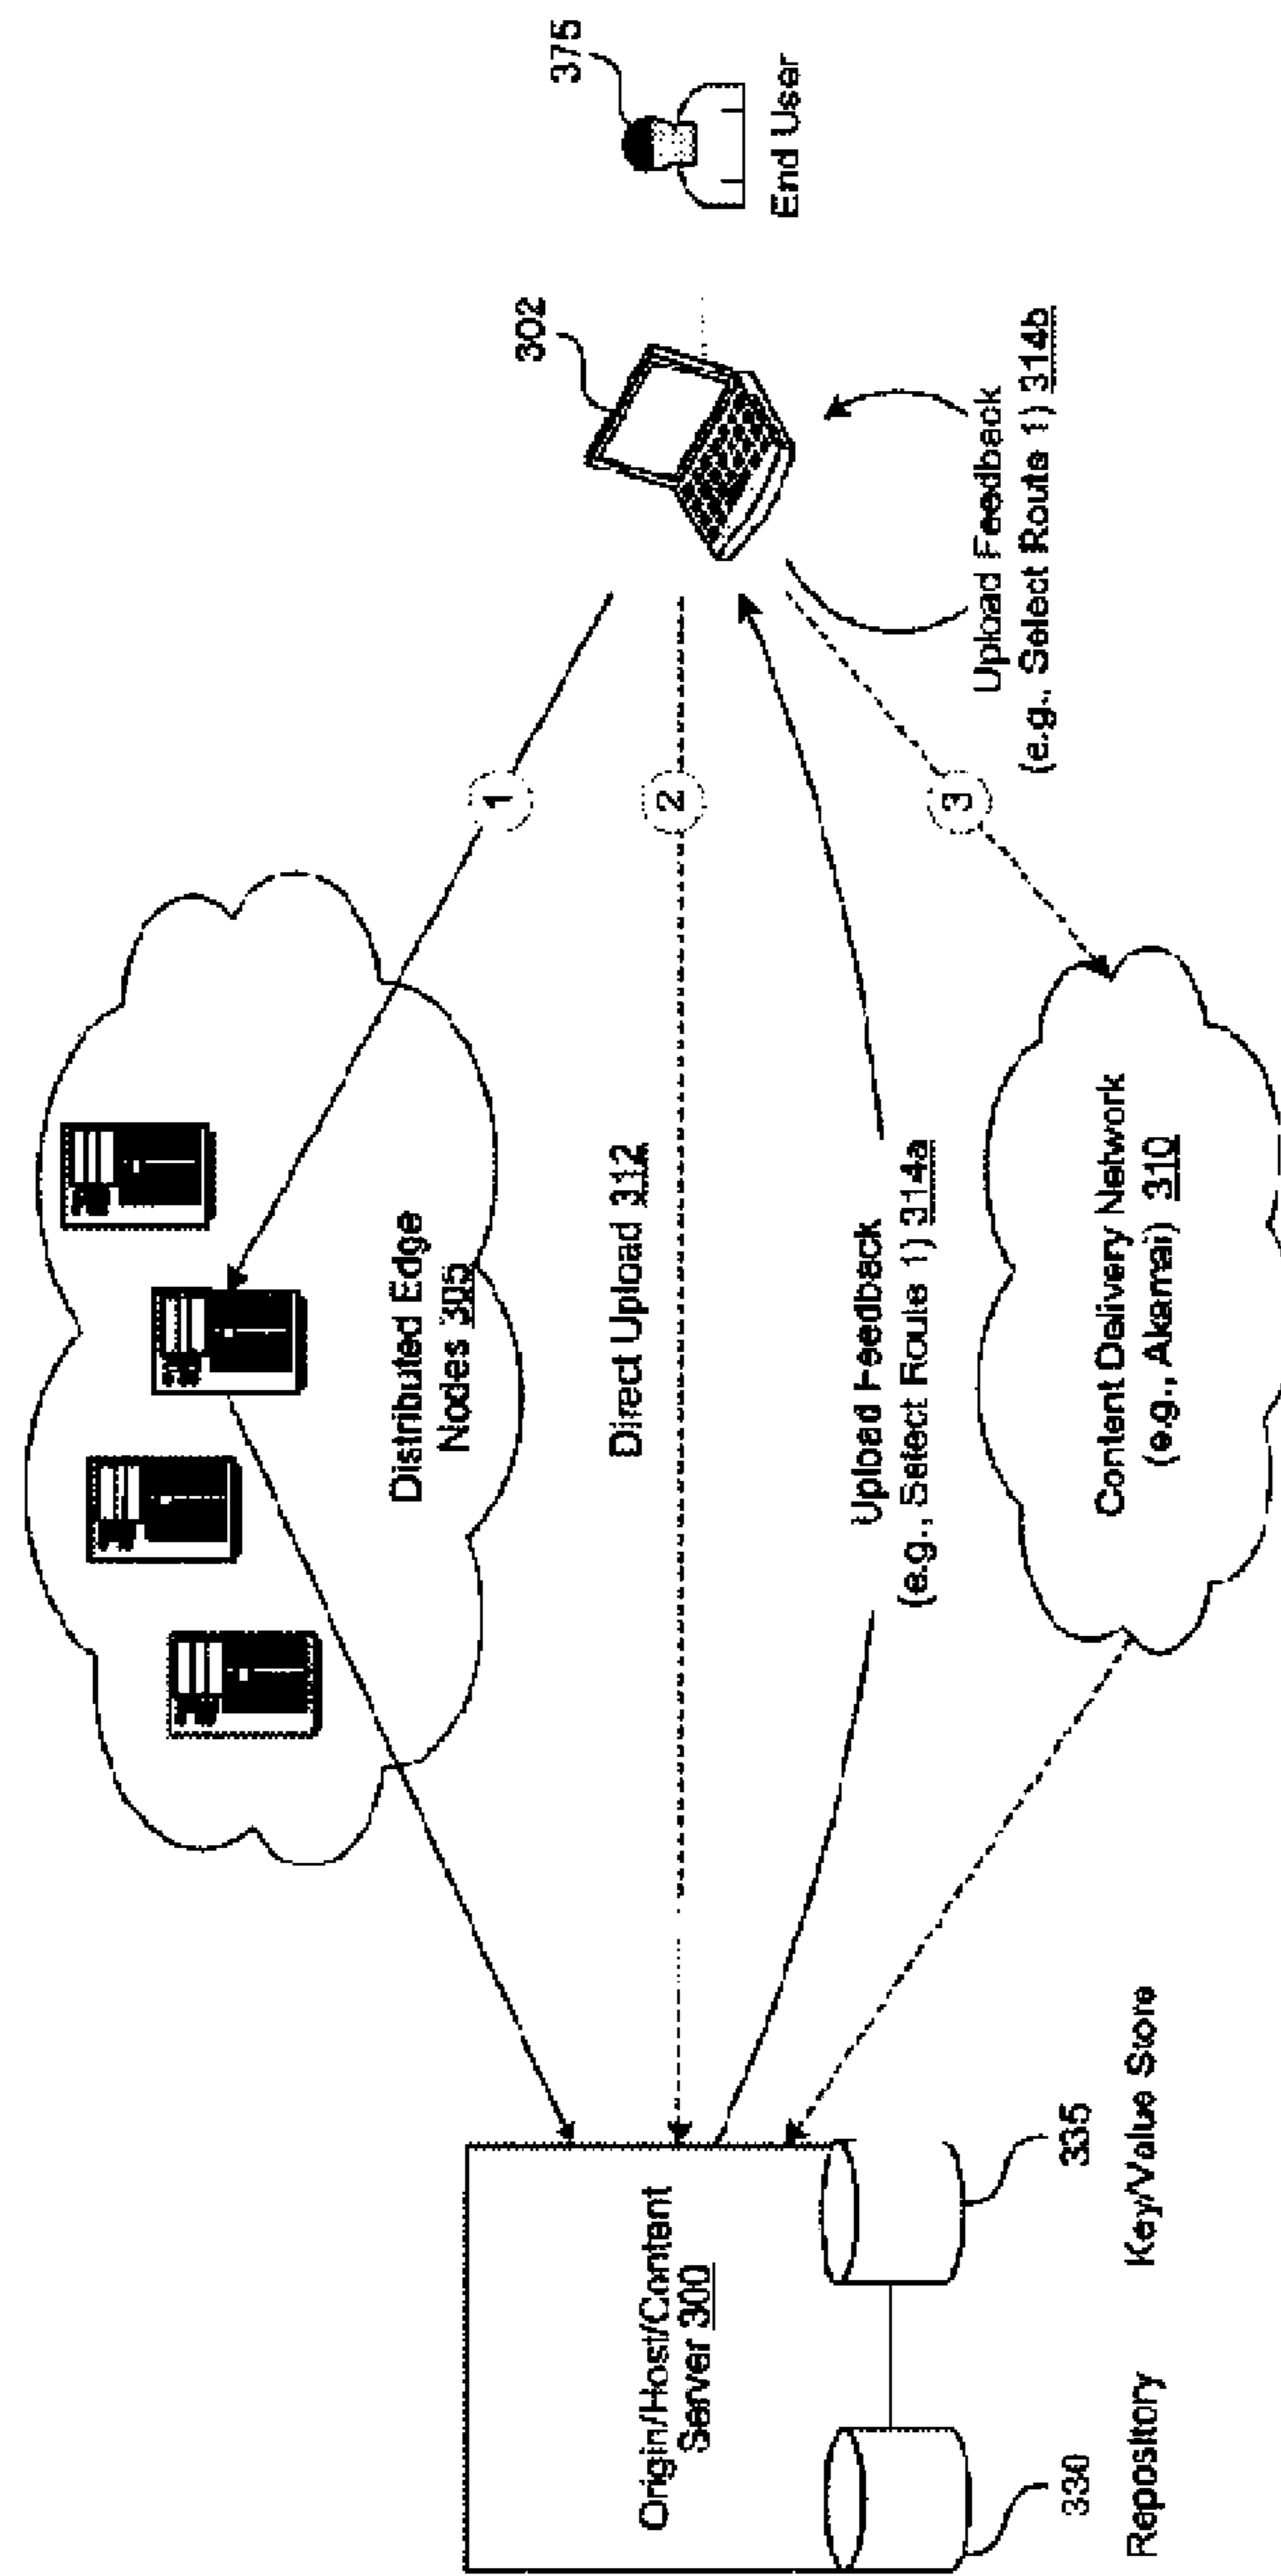 Distributed Edge
Nodes 305
375
End User
302
1
Direct Upload 312
2
Origin/Host/Content
Server 300
Upload Feedback
(e.g., Select Route 1) 314a
3
Upload Feedback
(e.g., Select Route 1) 314b
Content Delivery Network
(e.g., Akamai) 310
330
Repository
335
Key/Value Store